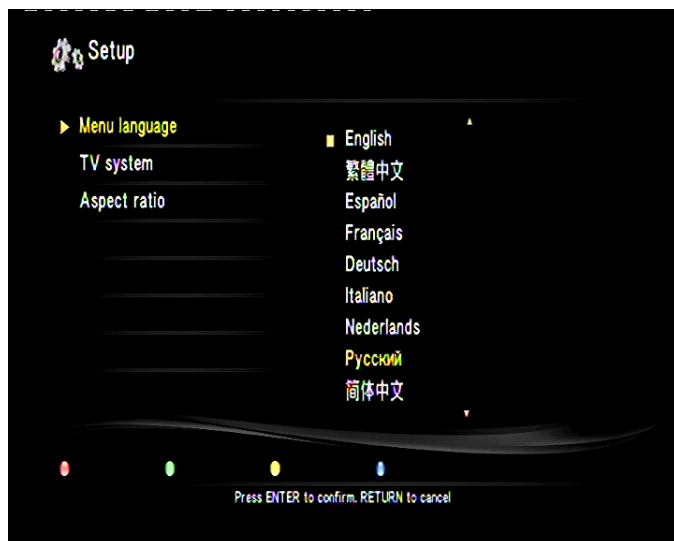 Setup
Menu language
TV system
Aspect ratio
English
繁體中文
Español
Français
Deutsch
Italiano
Nederlands
Русский
简体中文
Press ENTER to confirm. RETURN to cancel